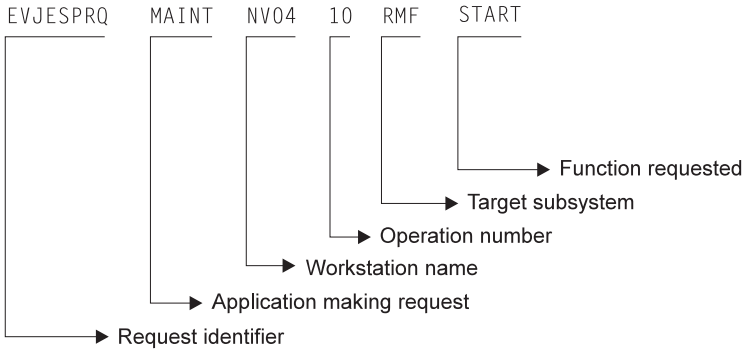 EVJESPRQ MAINT NV04 10 RMF START
Function requested
Target subsystem
Operation number
Workstation name
Application making request
Request identifier